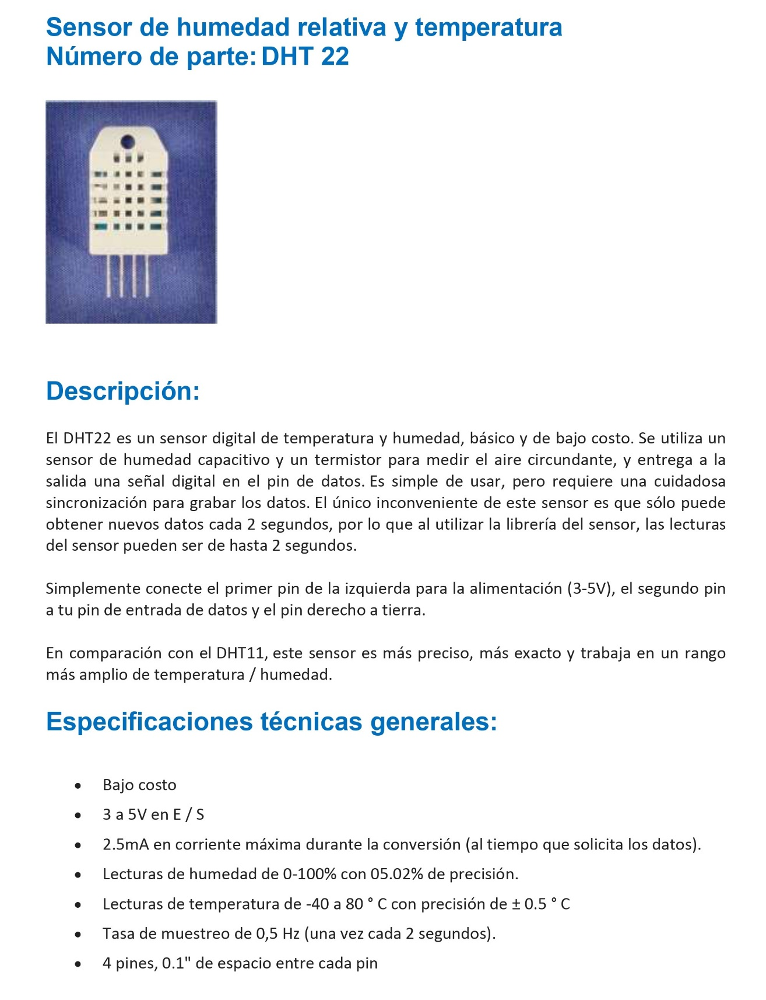 Sensor de humedad relativa y temperatura
Número de parte: DHT 22
Descripción:
El DHT22 es un sensor digital de temperatura y humedad, básico y de bajo costo. Se utiliza un
sensor de humedad capacitivo y un termistor para medir el aire circundante, y entrega a la
salida una señal digital en el pin de datos. Es simple de usar, pero requiere una cuidadosa
sincronización para grabar los datos. El único inconveniente de este sensor es que sólo puede
obtener nuevos datos cada 2 segundos, por lo que al utilizar la librería del sensor, las lecturas
del sensor pueden ser de hasta 2 segundos.
Simplemente conecte el primer pin de la izquierda para la alimentación (3-5V), el segundo pin
a tu pin de entrada de datos y el pin derecho a tierra.
En comparación con el DHT11, este sensor es más preciso, más exacto y trabaja en un rango
más amplio de temperatura / humedad.
Especificaciones técnicas generales:
• Bajo costo
• 3 a 5V en E / S
• 2.5mA en corriente máxima durante la conversión (al tiempo que solicita los datos).
• Lecturas de humedad de 0-100% con 05.02% de precisión.
• Lecturas de temperatura de -40 a 80 ° C con precisión de ± 0.5 ° C
• Tasa de muestreo de 0,5 Hz (una vez cada 2 segundos).
• 4 pines, 0.1" de espacio entre cada pin